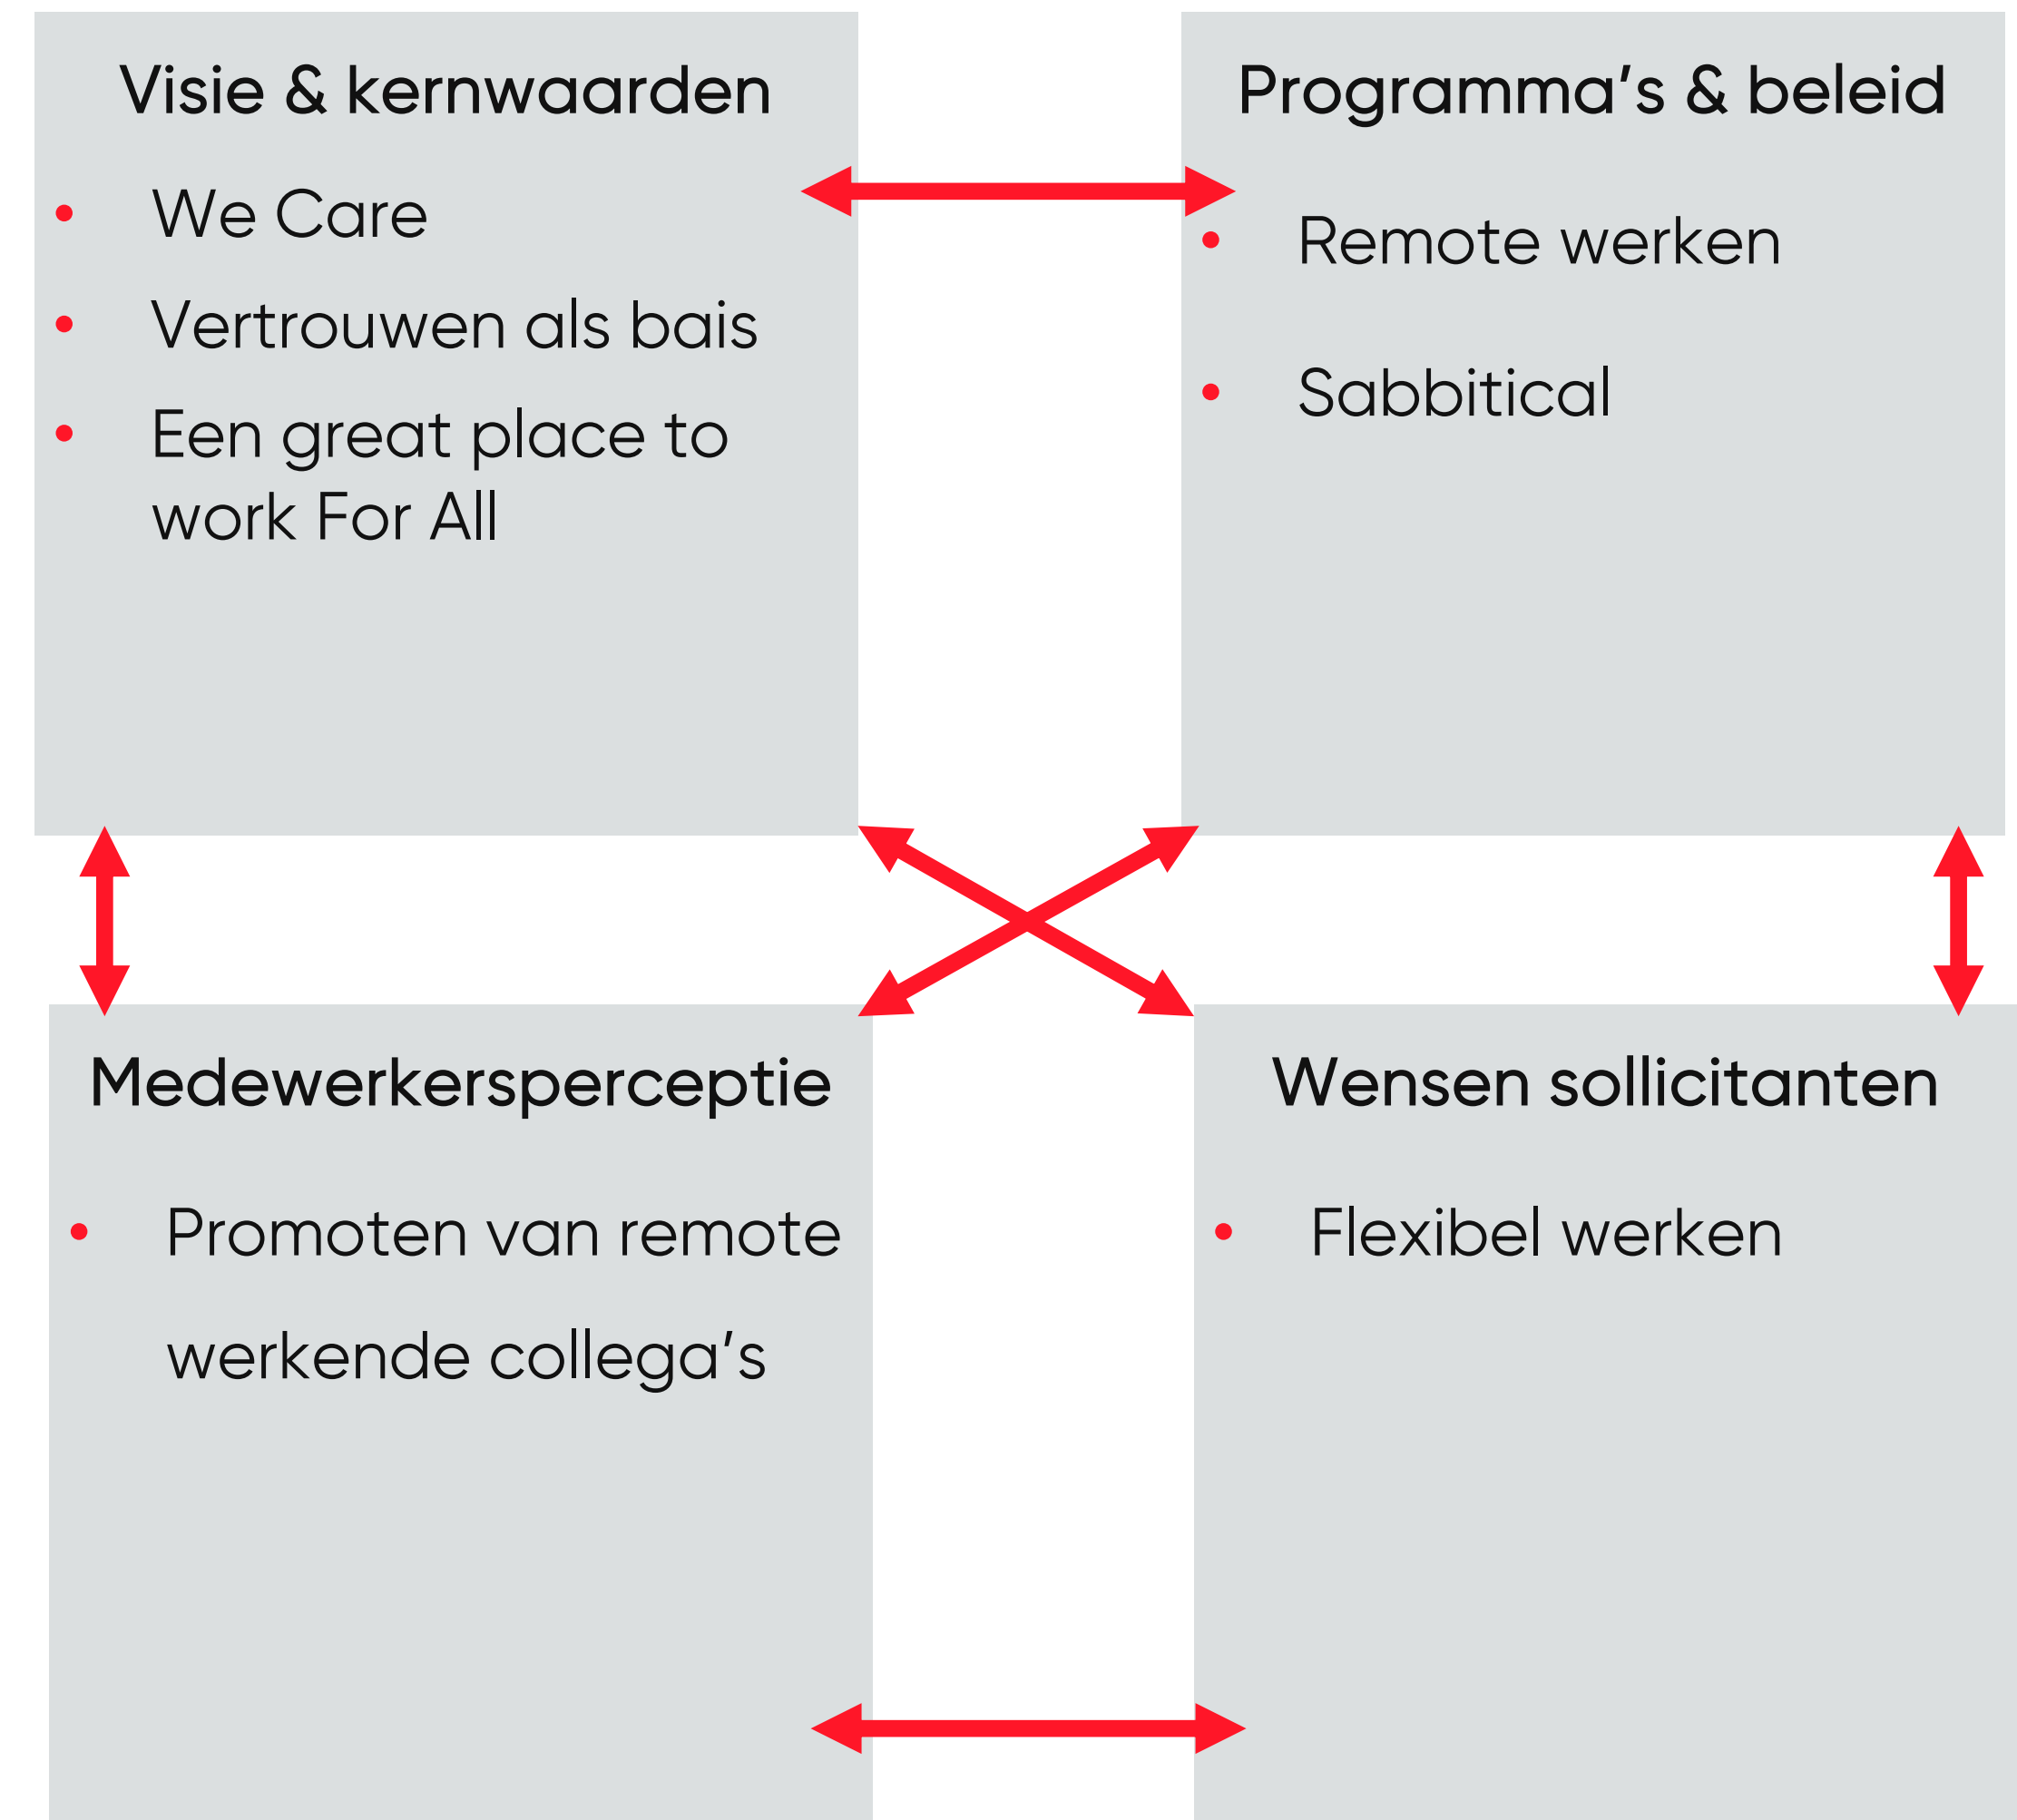 Visie & kernwaarden
• We Care
• Vertrouwen als bais
• Een great place to
work For All
Programma’s & beleid
• Remote werken
• Sabbitical
Medewerkersperceptie
• Promoten van remote
werkende collega’s
Wensen sollicitanten
• Flexibel werken